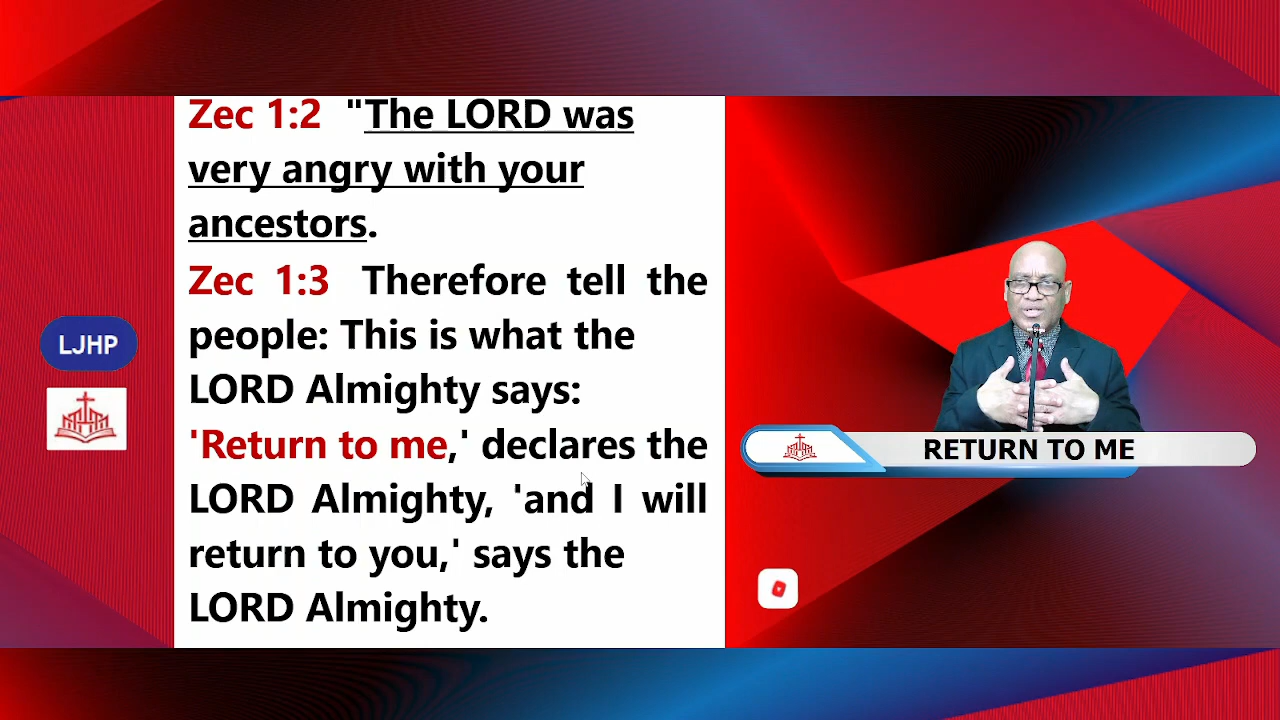 Zec 1:2 "The LORD was
very angry with your
ancestors.
Zec 1:3 Therefore tell the
people: This is what the
LORD Almighty says:
'Return to me,' declares the
LORD Almighty, 'and I will
return to you,' says the
LORD Almighty.
LJHP
RETURN TO ME